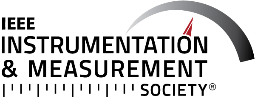 IEEE
INSTRUMENTATION
& MEASUREMENT
SOCIETY®